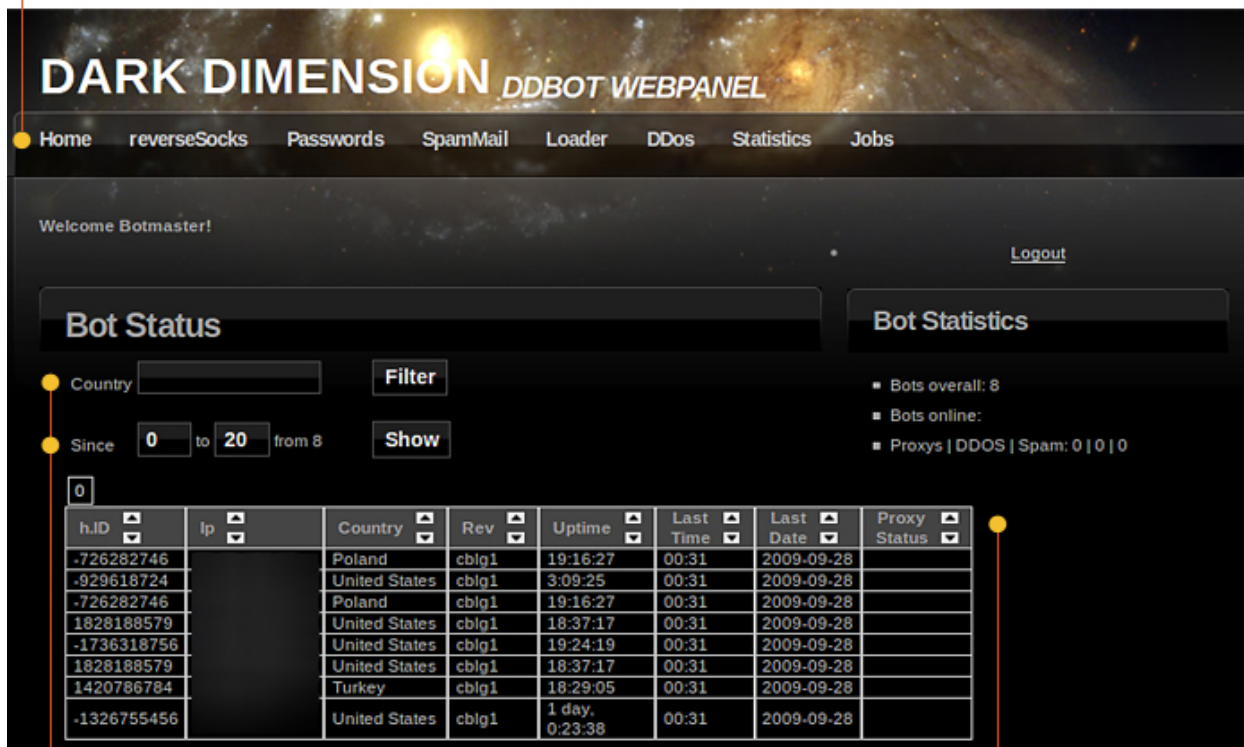 DARK DIMENSION DDBOT WEBPANEL
Home reverseSocks Passwords SpamMail Loader DDos Statistics Jobs
Welcome Botmaster!
Logout
Bot Status
Country Filter
Since 0 to 20 from 8 Show
0
h.ID Ip Country Rev Uptime Last Time Last Date Proxy Status
-726282746 Poland cblg1 19:16:27 00:31 2009-09-28
-929618724 United States cblg1 3:09:25 00:31 2009-09-28
-726282746 Poland cblg1 19:16:27 00:31 2009-09-28
1828188579 United States cblg1 18:37:17 00:31 2009-09-28
-1736318756 United States cblg1 19:24:19 00:31 2009-09-28
1828188579 United States cblg1 18:37:17 00:31 2009-09-28
1420786784 Turkey cblg1 18:29:05 00:31 2009-09-28
-1326755456 United States cblg1 1 day, 0:23:38 00:31 2009-09-28
Bot Statistics
Bots overall: 8
Bots online:
Proxys | DDOS | Spam: 0 | 0 | 0